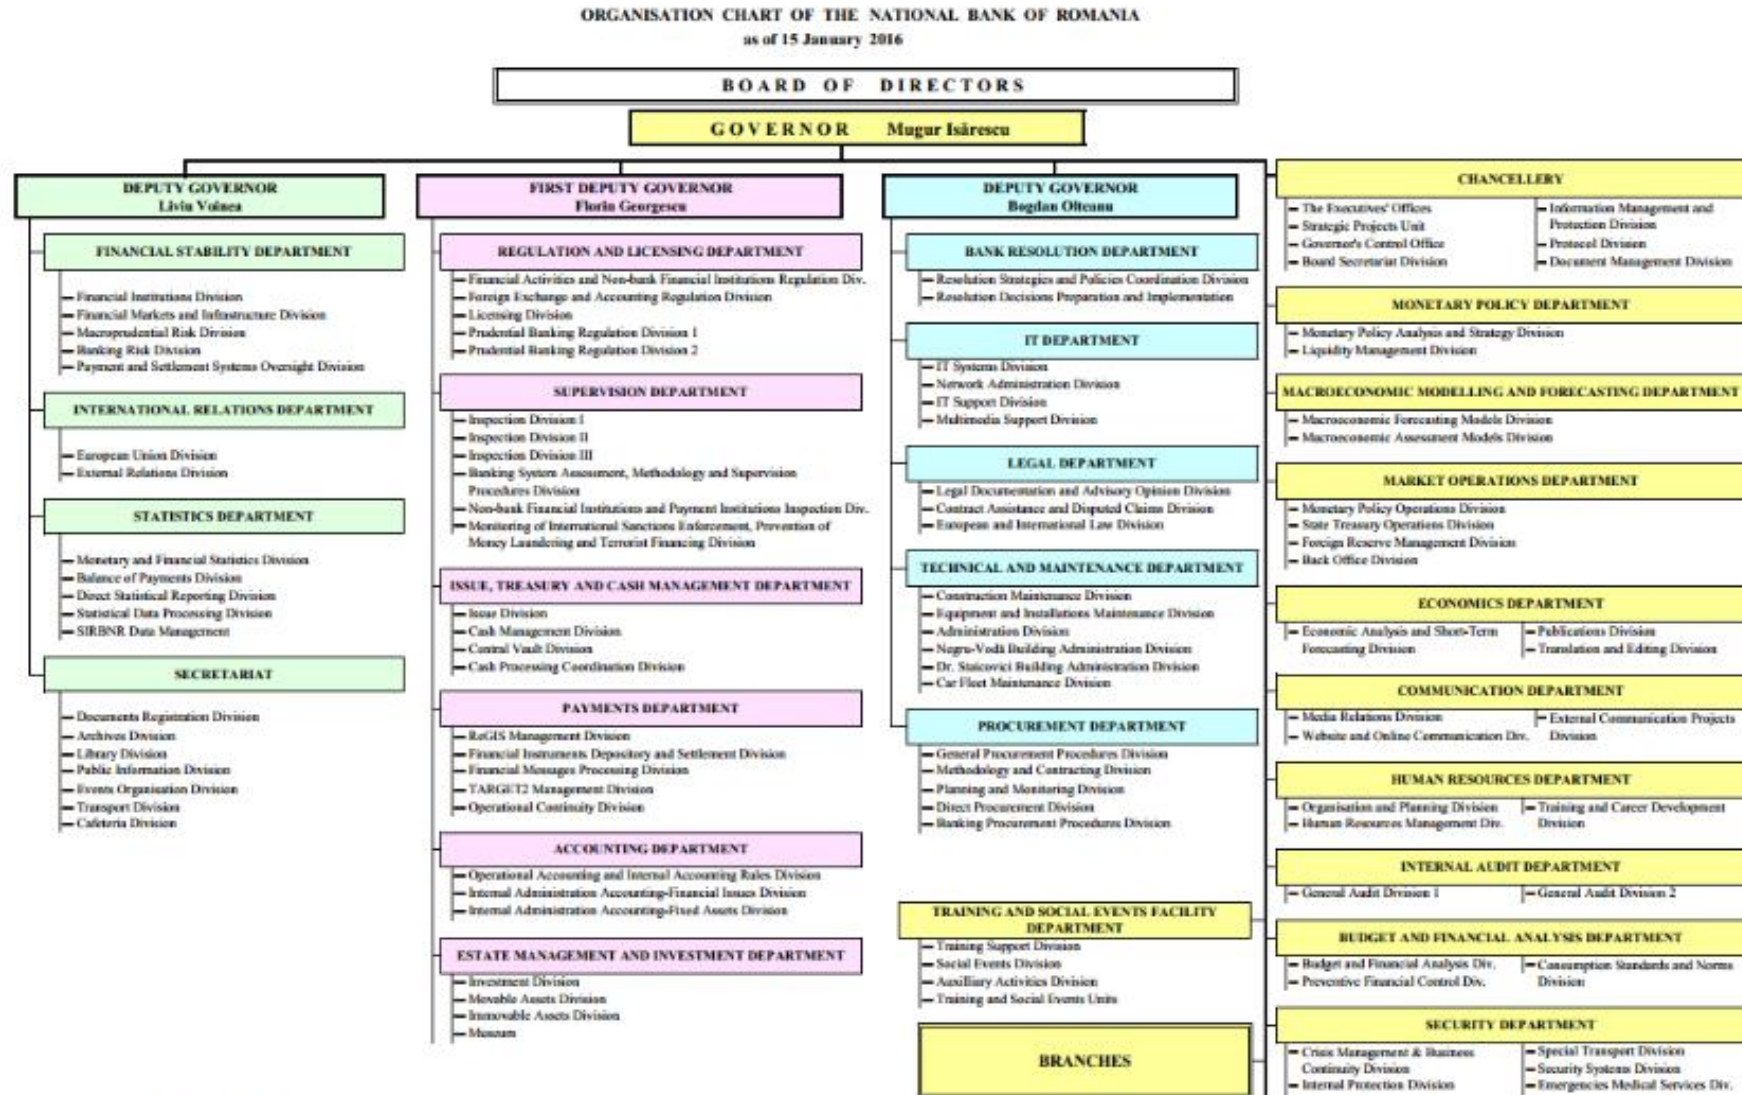 ORGANISATION CHART OF THE NATIONAL BANK OF ROMANIA
as of 15 January 2016
BOARD OF DIRECTORS
GOVERNOR Mugur Isărescu
DEPUTY GOVERNOR
Liviu Voinea
FINANCIAL STABILITY DEPARTMENT
Financial Institutions Division
Financial Markets and Infrastructure Division
Macroprudential Risk Division
Banking Risk Division
Payment and Settlement Systems Oversight Division
INTERNATIONAL RELATIONS DEPARTMENT
European Union Division
External Relations Division
STATISTICS DEPARTMENT
Monetary and Financial Statistics Division
Balance of Payments Division
Direct Statistical Reporting Division
Statistical Data Processing Division
SIRBNR Data Management
SECRETARIAT
Documents Registration Division
Archives Division
Library Division
Public Information Division
Events Organisation Division
Transport Division
Cafeteria Division
FIRST DEPUTY GOVERNOR
Florin Georgescu
REGULATION AND LICENSING DEPARTMENT
Financial Activities and Non-bank Financial Institutions Regulation Div.
Foreign Exchange and Accounting Regulation Division
Licensing Division
Prudential Banking Regulation Division 1
Prudential Banking Regulation Division 2
SUPERVISION DEPARTMENT
Inspection Division I
Inspection Division II
Inspection Division III
Banking System Assessment, Methodology and Supervision
Procedures Division
Non-bank Financial Institutions and Payment Institutions Inspection Div.
Monitoring of International Sanctions Enforcement, Prevention of
Money Laundering and Terrorist Financing Division
ISSUE, TREASURY AND CASH MANAGEMENT DEPARTMENT
Issue Division
Cash Management Division
Central Vault Division
Cash Processing Coordination Division
PAYMENTS DEPARTMENT
ReGIS Management Division
Financial Instruments Depository and Settlement Division
Financial Messages Processing Division
TARGET2 Management Division
Operational Continuity Division
ACCOUNTING DEPARTMENT
Operational Accounting and Internal Accounting Rules Division
Internal Administration Accounting-Financial Issues Division
Internal Administration Accounting-Fixed Assets Division
ESTATE MANAGEMENT AND INVESTMENT DEPARTMENT
Investment Division
Movable Assets Division
Immovable Assets Division
Museum
DEPUTY GOVERNOR
Bogdan Olteanu
BANK RESOLUTION DEPARTMENT
Resolution Strategies and Policies Coordination Division
Resolution Decisions Preparation and Implementation
IT DEPARTMENT
IT Systems Division
Network Administration Division
IT Support Division
Multimedia Support Division
LEGAL DEPARTMENT
Legal Documentation and Advisory Opinion Division
Contract Assistance and Disputed Claims Division
European and International Law Division
TECHNICAL AND MAINTENANCE DEPARTMENT
Construction Maintenance Division
Equipment and Installations Maintenance Division
Administration Division
Negru-Vodă Building Administration Division
Dr. Staicovici Building Administration Division
Car Fleet Maintenance Division
PROCUREMENT DEPARTMENT
General Procurement Procedures Division
Methodology and Contracting Division
Planning and Monitoring Division
Direct Procurement Division
Banking Procurement Procedures Division
TRAINING AND SOCIAL EVENTS FACILITY
DEPARTMENT
Training Support Division
Social Events Division
Auxilliary Activities Division
Training and Social Events Units
BRANCHES
CHANCELLERY
The Executives' Offices
Strategic Projects Unit
Governor's Control Office
Board Secretariat Division
Information Management and
Protection Division
Protocol Division
Document Management Division
MONETARY POLICY DEPARTMENT
Monetary Policy Analysis and Strategy Division
Liquidity Management Division
MACROECONOMIC MODELLING AND FORECASTING DEPARTMENT
Macroeconomic Forecasting Models Division
Macroeconomic Assessment Models Division
MARKET OPERATIONS DEPARTMENT
Monetary Policy Operations Division
State Treasury Operations Division
Foreign Reserve Management Division
Back Office Division
ECONOMICS DEPARTMENT
Economic Analysis and Short-Term
Forecasting Division
Publications Division
Translation and Editing Division
COMMUNICATION DEPARTMENT
Media Relations Division
Website and Online Communication Div.
External Communication Projects
Division
HUMAN RESOURCES DEPARTMENT
Organisation and Planning Division
Human Resources Management Div.
Training and Career Development
Division
INTERNAL AUDIT DEPARTMENT
General Audit Division 1
General Audit Division 2
BUDGET AND FINANCIAL ANALYSIS DEPARTMENT
Budget and Financial Analysis Div.
Preventive Financial Control Div.
Consumption Standards and Norms
Division
SECURITY DEPARTMENT
Crisis Management & Business
Continuity Division
Internal Protection Division
Special Transport Division
Security Systems Division
Emergencies Medical Services Div.